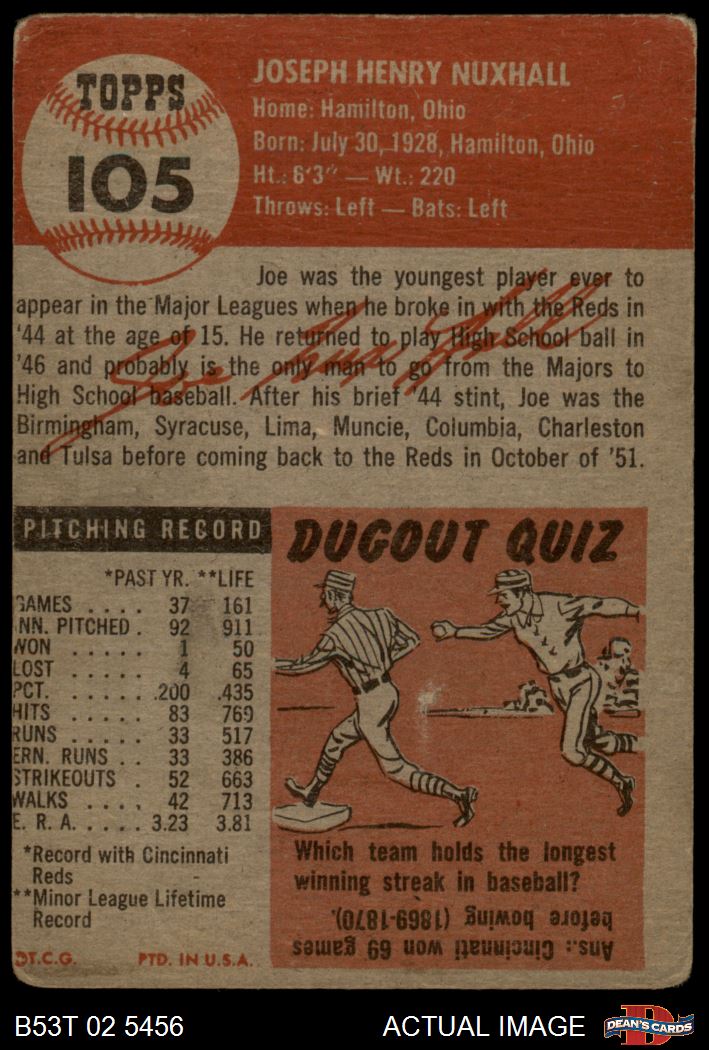 TOPPS
105
JOSEPH HENRY NUXHALL
Home: Hamilton, Ohio
Born: July 30, 1928, Hamilton, Ohio
Ht.: 6'3" — Wt.: 220
Throws: Left — Bats: Left
Joe was the youngest player ever to
appear in the Major Leagues when he broke in with the Reds in
'44 at the age of 15. He returned to play High School ball in
'46 and probably is the only man to go from the Majors to
High School baseball. After his brief '44 stint, Joe was the
Birmingham, Syracuse, Lima, Muncie, Columbia, Charleston
and Tulsa before coming back to the Reds in October of '51.
Joe Nuxhall
PITCHING RECORD
*PAST YR. **LIFE
GAMES . . . . 37 161
NN. PITCHED . 92 911
WON . . . . . 1 50
LOST . . . . . 4 65
PCT. . . . . . .200 .435
HITS . . . . . 83 769
RUNS . . . . . 33 517
ERN. RUNS . . 33 386
STRIKEOUTS . 52 663
WALKS . . . . 42 713
E. R. A. . . . . 3.23 3.81
*Record with Cincinnati
Reds
**Minor League Lifetime
Record
T.C.G. PTD. IN U.S.A.
DUGOUT QUIZ
Which team holds the longest
winning streak in baseball?
Ans.: Cincinnati won 69 games
before bowing (1869-1870).
B53T 02 5456
ACTUAL IMAGE
D
DEAN'S CARDS